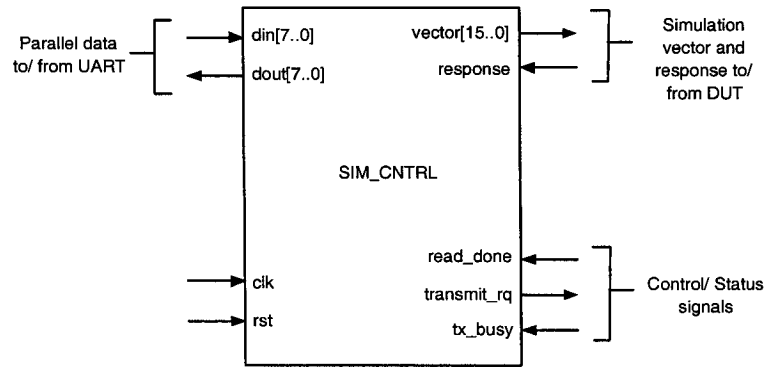 Parallel data
to/ from UART
din[7..0]
dout[7..0]
vector[15..0]
response
Simulation
vector and
response to/
from DUT
SIM_CNTRL
clk
rst
read_done
transmit_rq
tx_busy
Control/ Status
signals